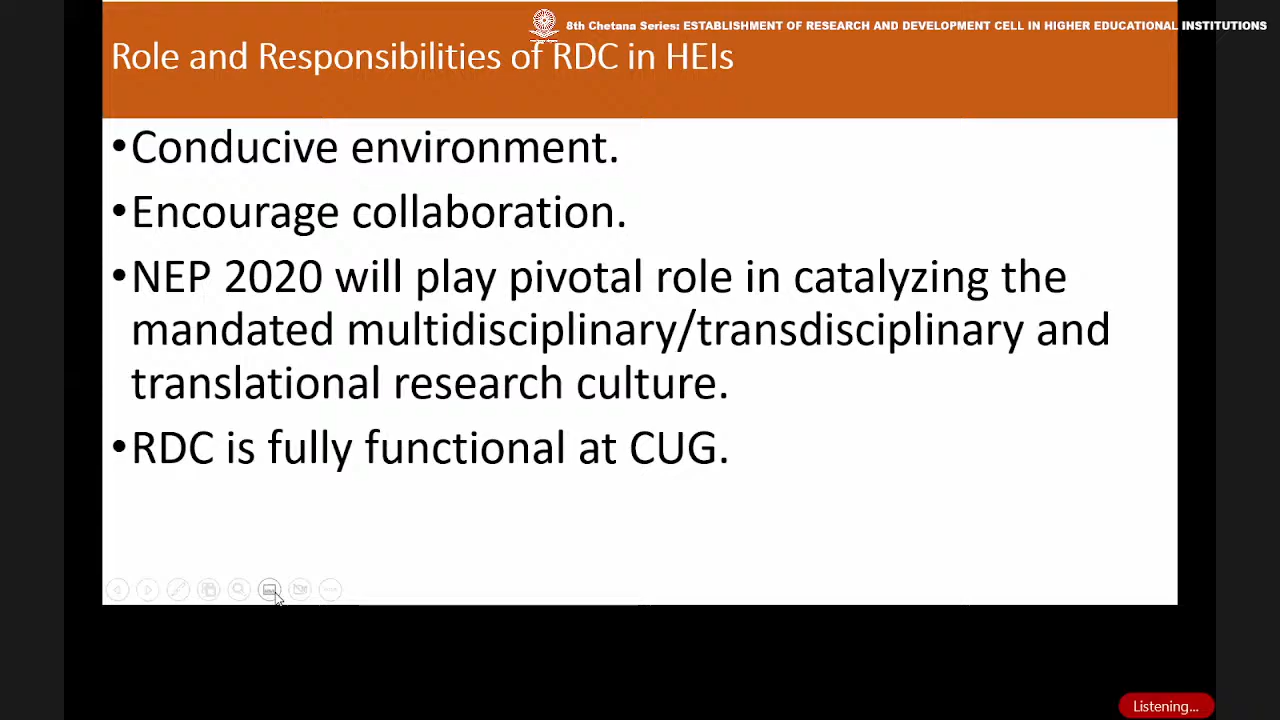 8th Chetana Series: ESTABLISHMENT OF RESEARCH AND DEVELOPMENT CELL IN HIGHER EDUCATIONAL INSTITUTIONS
Role and Responsibilities of RDC in HEIs
•Conducive environment.
•Encourage collaboration.
•NEP 2020 will play pivotal role in catalyzing the
mandated multidisciplinary/transdisciplinary and
translational research culture.
•RDC is fully functional at CUG.
Listening...